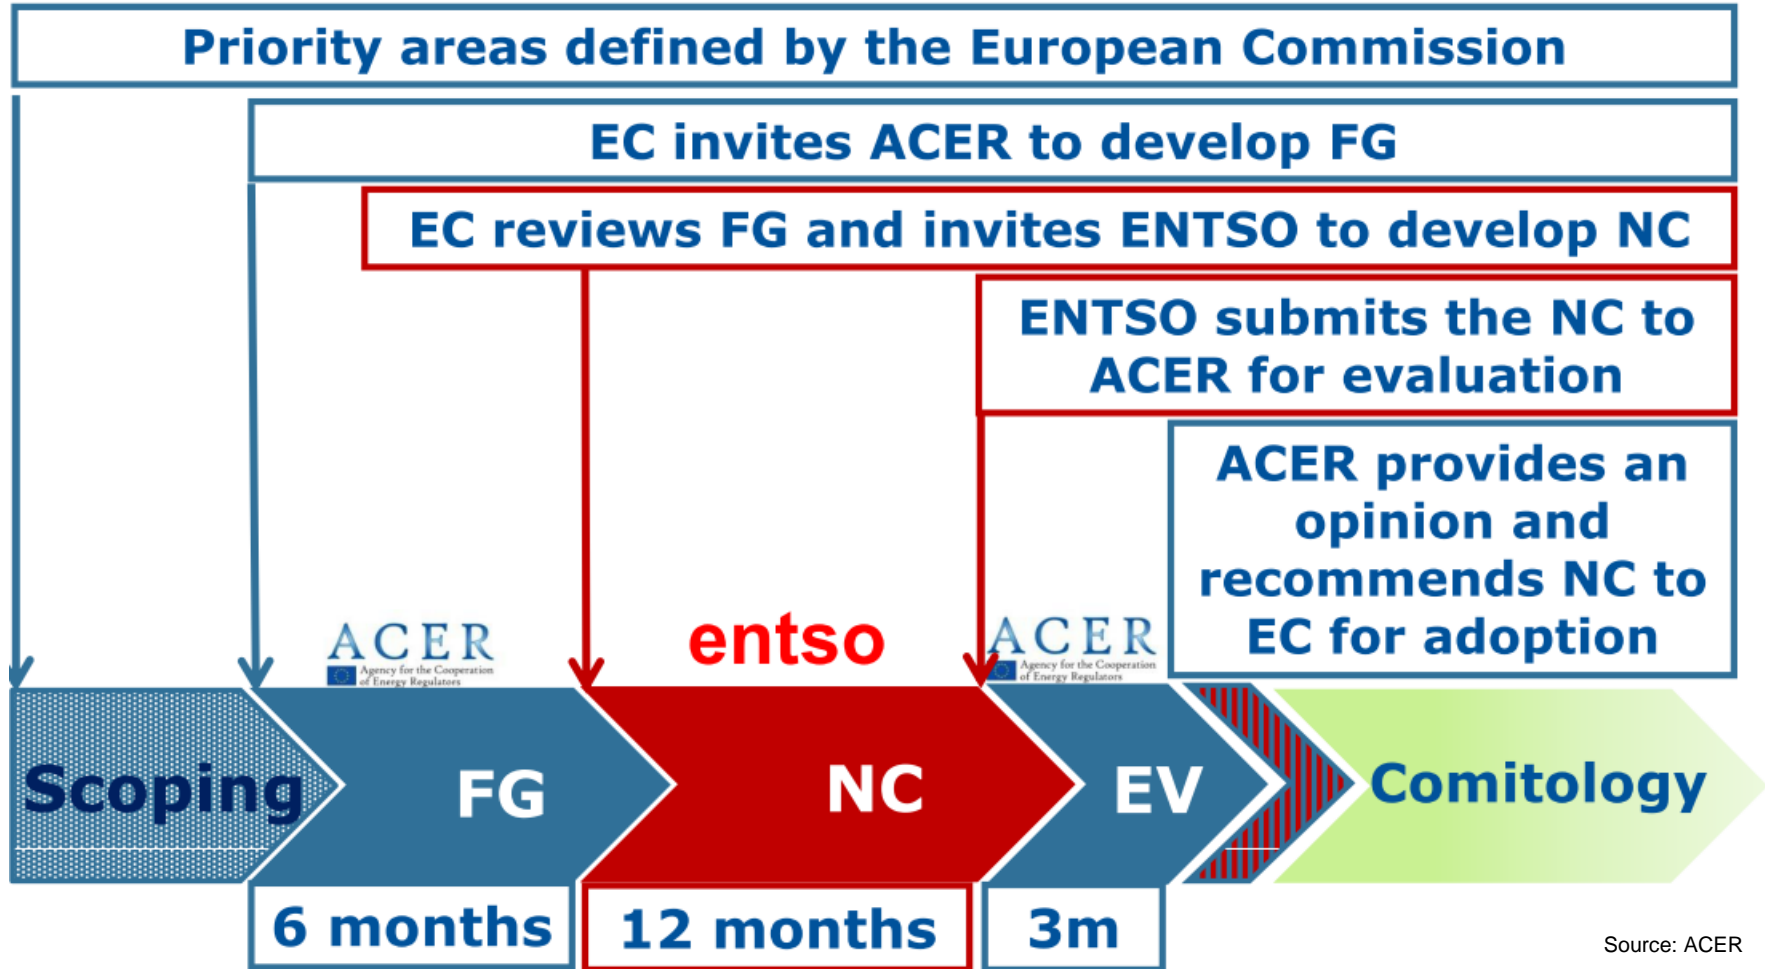 Priority areas defined by the European Commission
EC invites ACER to develop FG
EC reviews FG and invites ENTSO to develop NC
ENTSO submits the NC to
ACER for evaluation
ACER provides an
opinion and
recommends NC to
EC for adoption
ACER
Agency for the Cooperation
of Energy Regulators
entso
ACER
Agency for the Cooperation
of Energy Regulators
Scoping
FG
NC
EV
Comitology
6 months
12 months
3m
Source: ACER